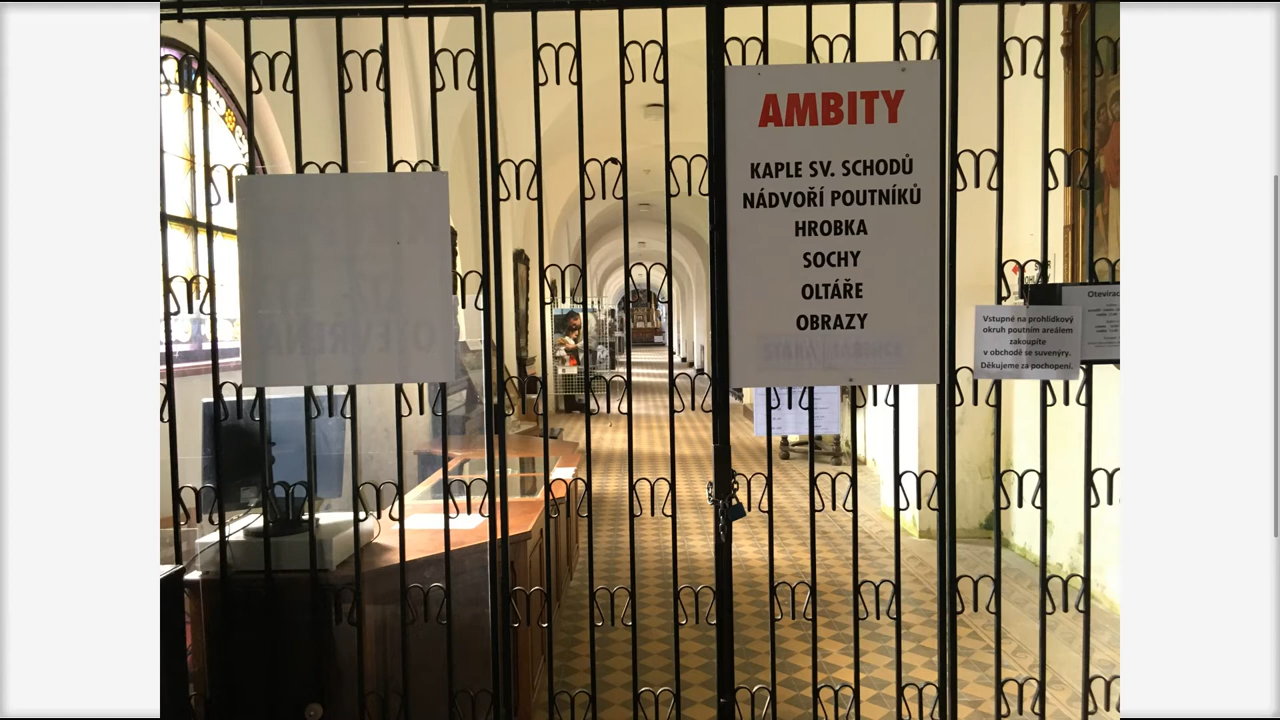 AMBITY
KAPLE SV. SCHODŮ
NÁDVOŘÍ POUTNÍKŮ
HROBKA
SOCHY
OLTÁŘE
OBRAZY
Vstupné na prohlídkový
okruh poutním areálem
zakoupíte
v obchodě se suvenýry.
Děkujeme za pochopení.